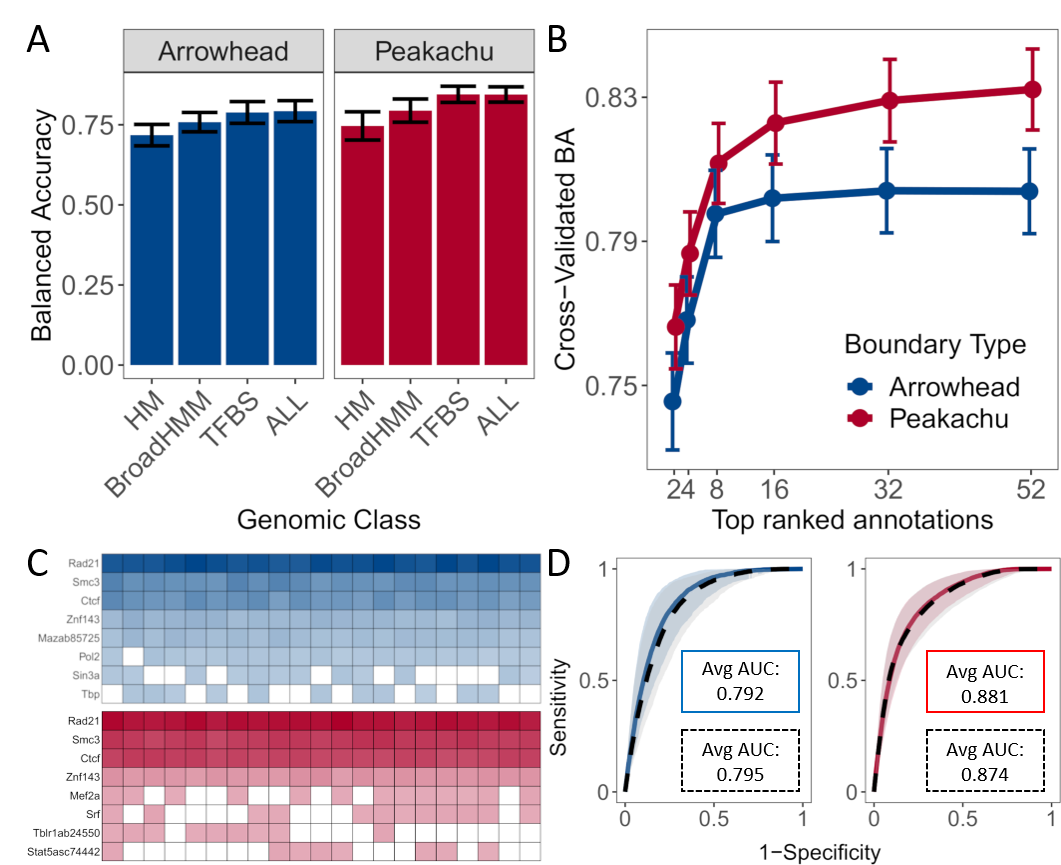 A
Arrowhead
Peakachu
Balanced Accuracy
0.75
0.50
0.25
0.00
HM
BroadHMM
TFBS
ALL
HM
BroadHMM
TFBS
ALL
Genomic Class
B
Cross−Validated BA
0.83
0.79
0.75
Boundary Type
Arrowhead
Peakachu
2 4 8 16 32 52
Top ranked annotations
C
Rad21
Smc3
Ctcf
Znf143
Mazab85725
Pol2
Sin3a
Tbp
Rad21
Smc3
Ctcf
Znf143
Mef2a
Srf
Tblr1ab24550
Stat5asc74442
D
Sensitivity
1
0.5
0
Avg AUC:
0.792
Avg AUC:
0.795
0 0.5 1
1
0.5
0
Avg AUC:
0.881
Avg AUC:
0.874
0 0.5 1
1−Specificity